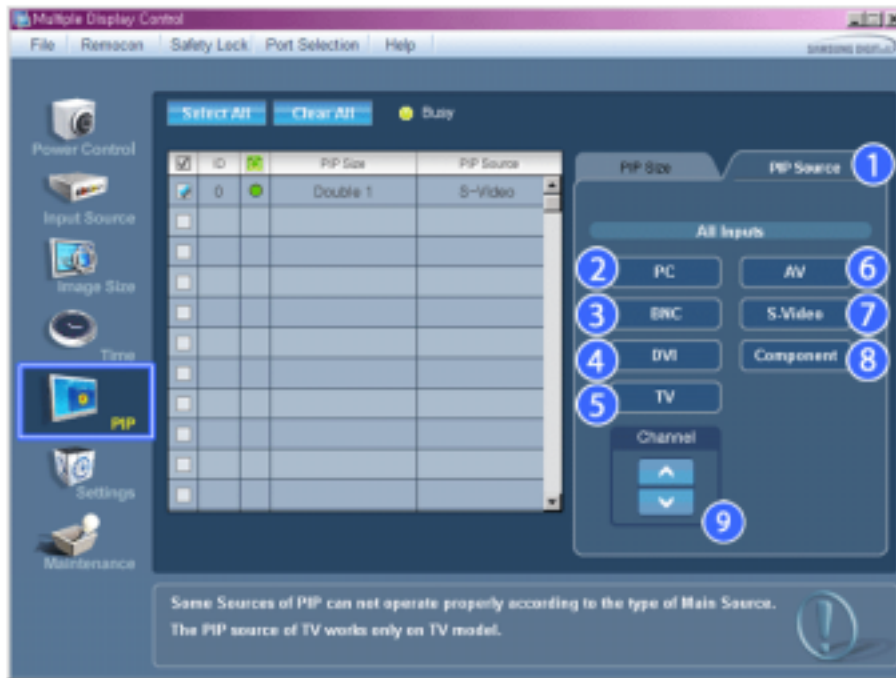 Multiple Display Control
File Remocon Safety Lock Port Selection Help
SAMSUNG DIGITall
Select All Clear All Busy
Power Control
Input Source
Image Size
Time
PIP
Settings
Maintenance
ID PIP Size PIP Source
0 Double 1 S-Video
PIP Size PIP Source 1
All Inputs
2 PC AV 6
3 BNC S-Video 7
4 DVI Component 8
5 TV
Channel
9
Some Sources of PIP can not operate properly according to the type of Main Source.
The PIP source of TV works only on TV model.